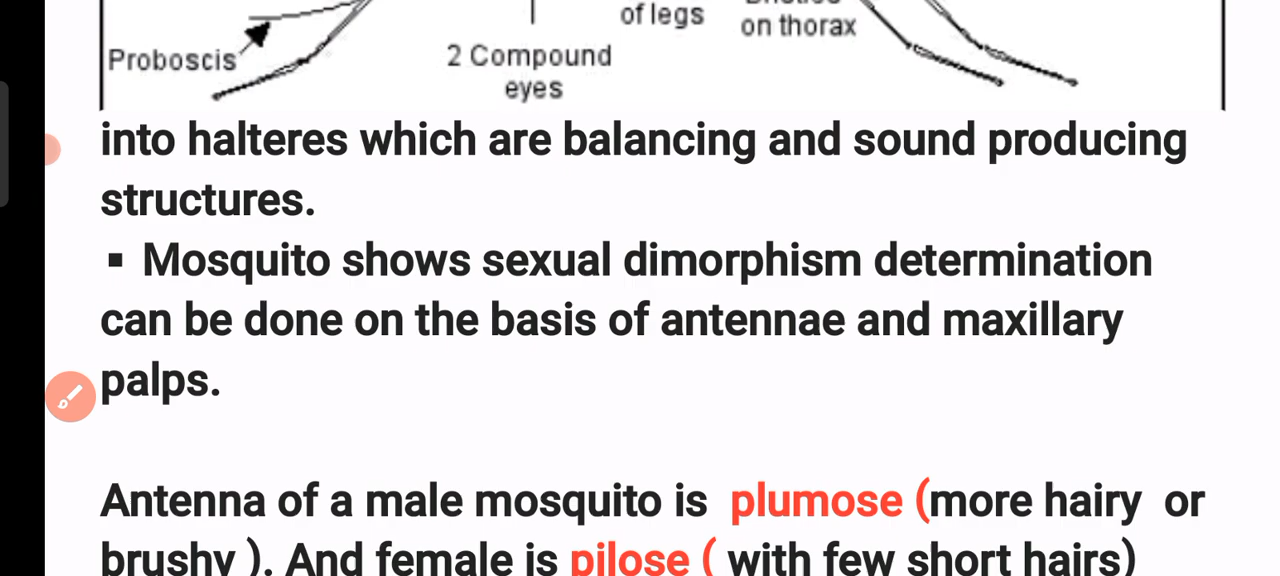 of legs
on thorax
Proboscis
2 Compound
eyes
into halteres which are balancing and sound producing
structures.
▪ Mosquito shows sexual dimorphism determination
can be done on the basis of antennae and maxillary
palps.
Antenna of a male mosquito is plumose (more hairy or
brushy ). And female is pilose ( with few short hairs)